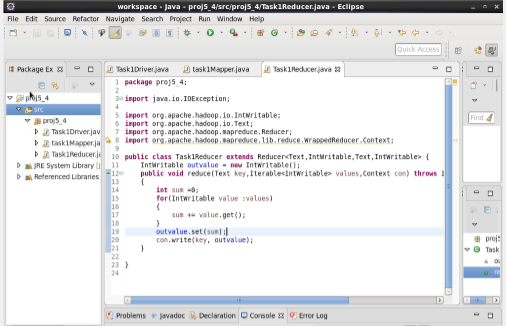 workspace - Java - proj5_4/src/proj5_4/Task1Reducer.java - Eclipse
File Edit Source Refactor Navigate Search Project Run Window Help
Quick Access
Package Ex
proj5_4
src
proj5_4
Task1Driver.jav
task1Mapper.ja
Task1Reducer.j
JRE System Library [
Referenced Libraries
Task1Driver.java task1Mapper.java Task1Reducer.java
1 package proj5_4;
2
3 import java.io.IOException;
4
5 import org.apache.hadoop.io.IntWritable;
6 import org.apache.hadoop.io.Text;
7 import org.apache.hadoop.mapreduce.Reducer;
8 import org.apache.hadoop.mapreduce.lib.reduce.WrappedReducer.Context;
9
10 public class Task1Reducer extends Reducer<Text,IntWritable,Text,IntWritable> {
11 IntWritable outvalue = new IntWritable();
12 public void reduce(Text key,Iterable<IntWritable> values,Context con) throws I
13 {
14 int sum =0;
15 for(IntWritable value :values)
16 {
17 sum += value.get();
18 }
19 outvalue.set(sum);
20 con.write(key, outvalue);
21 }
22
23 }
24
Find
proj5
Task
ou
re
Problems Javadoc Declaration Console Error Log